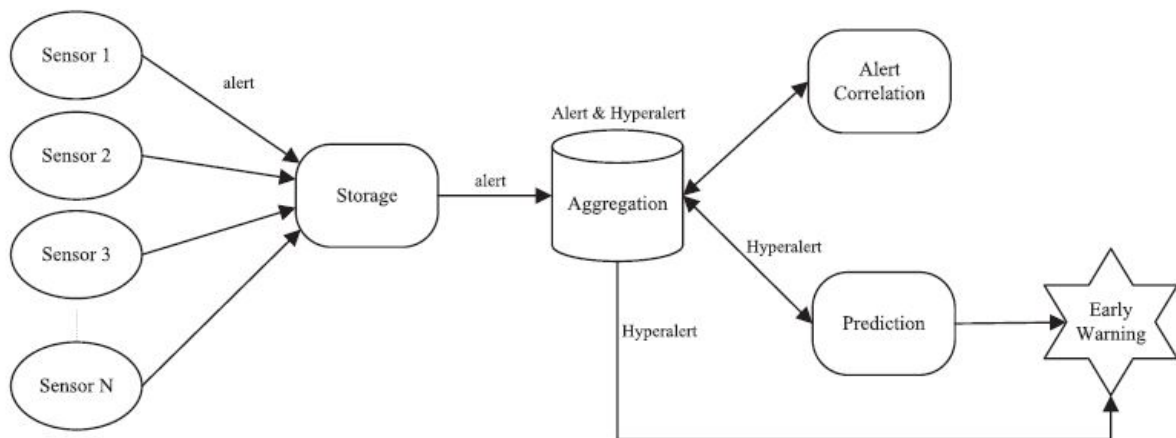 Sensor 1
alert
Sensor 2
Sensor 3
Sensor N
Storage
alert
Alert & Hyperalert
Aggregation
Alert
Correlation
Hyperalert
Hyperalert
Prediction
Early
Warning